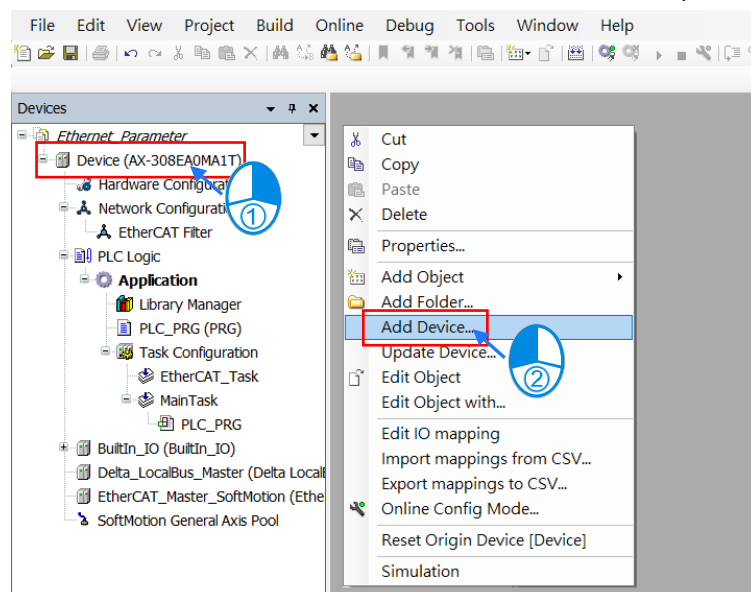 File Edit View Project Build Online Debug Tools Window Help
Devices
Ethernet_Parameter
Device (AX-308EA0MA1T)
Hardware Configurat
Network Configurati
①
EtherCAT Filter
PLC Logic
Application
Library Manager
PLC_PRG (PRG)
Task Configuration
EtherCAT_Task
MainTask
PLC_PRG
BuiltIn_IO (BuiltIn_IO)
Delta_LocalBus_Master (Delta Local
EtherCAT_Master_SoftMotion (Ethe
SoftMotion General Axis Pool
Cut
Copy
Paste
Delete
Properties...
Add Object
Add Folder...
Add Device...
Update Device...
②
Edit Object
Edit Object with...
Edit IO mapping
Import mappings from CSV...
Export mappings to CSV...
Online Config Mode...
Reset Origin Device [Device]
Simulation